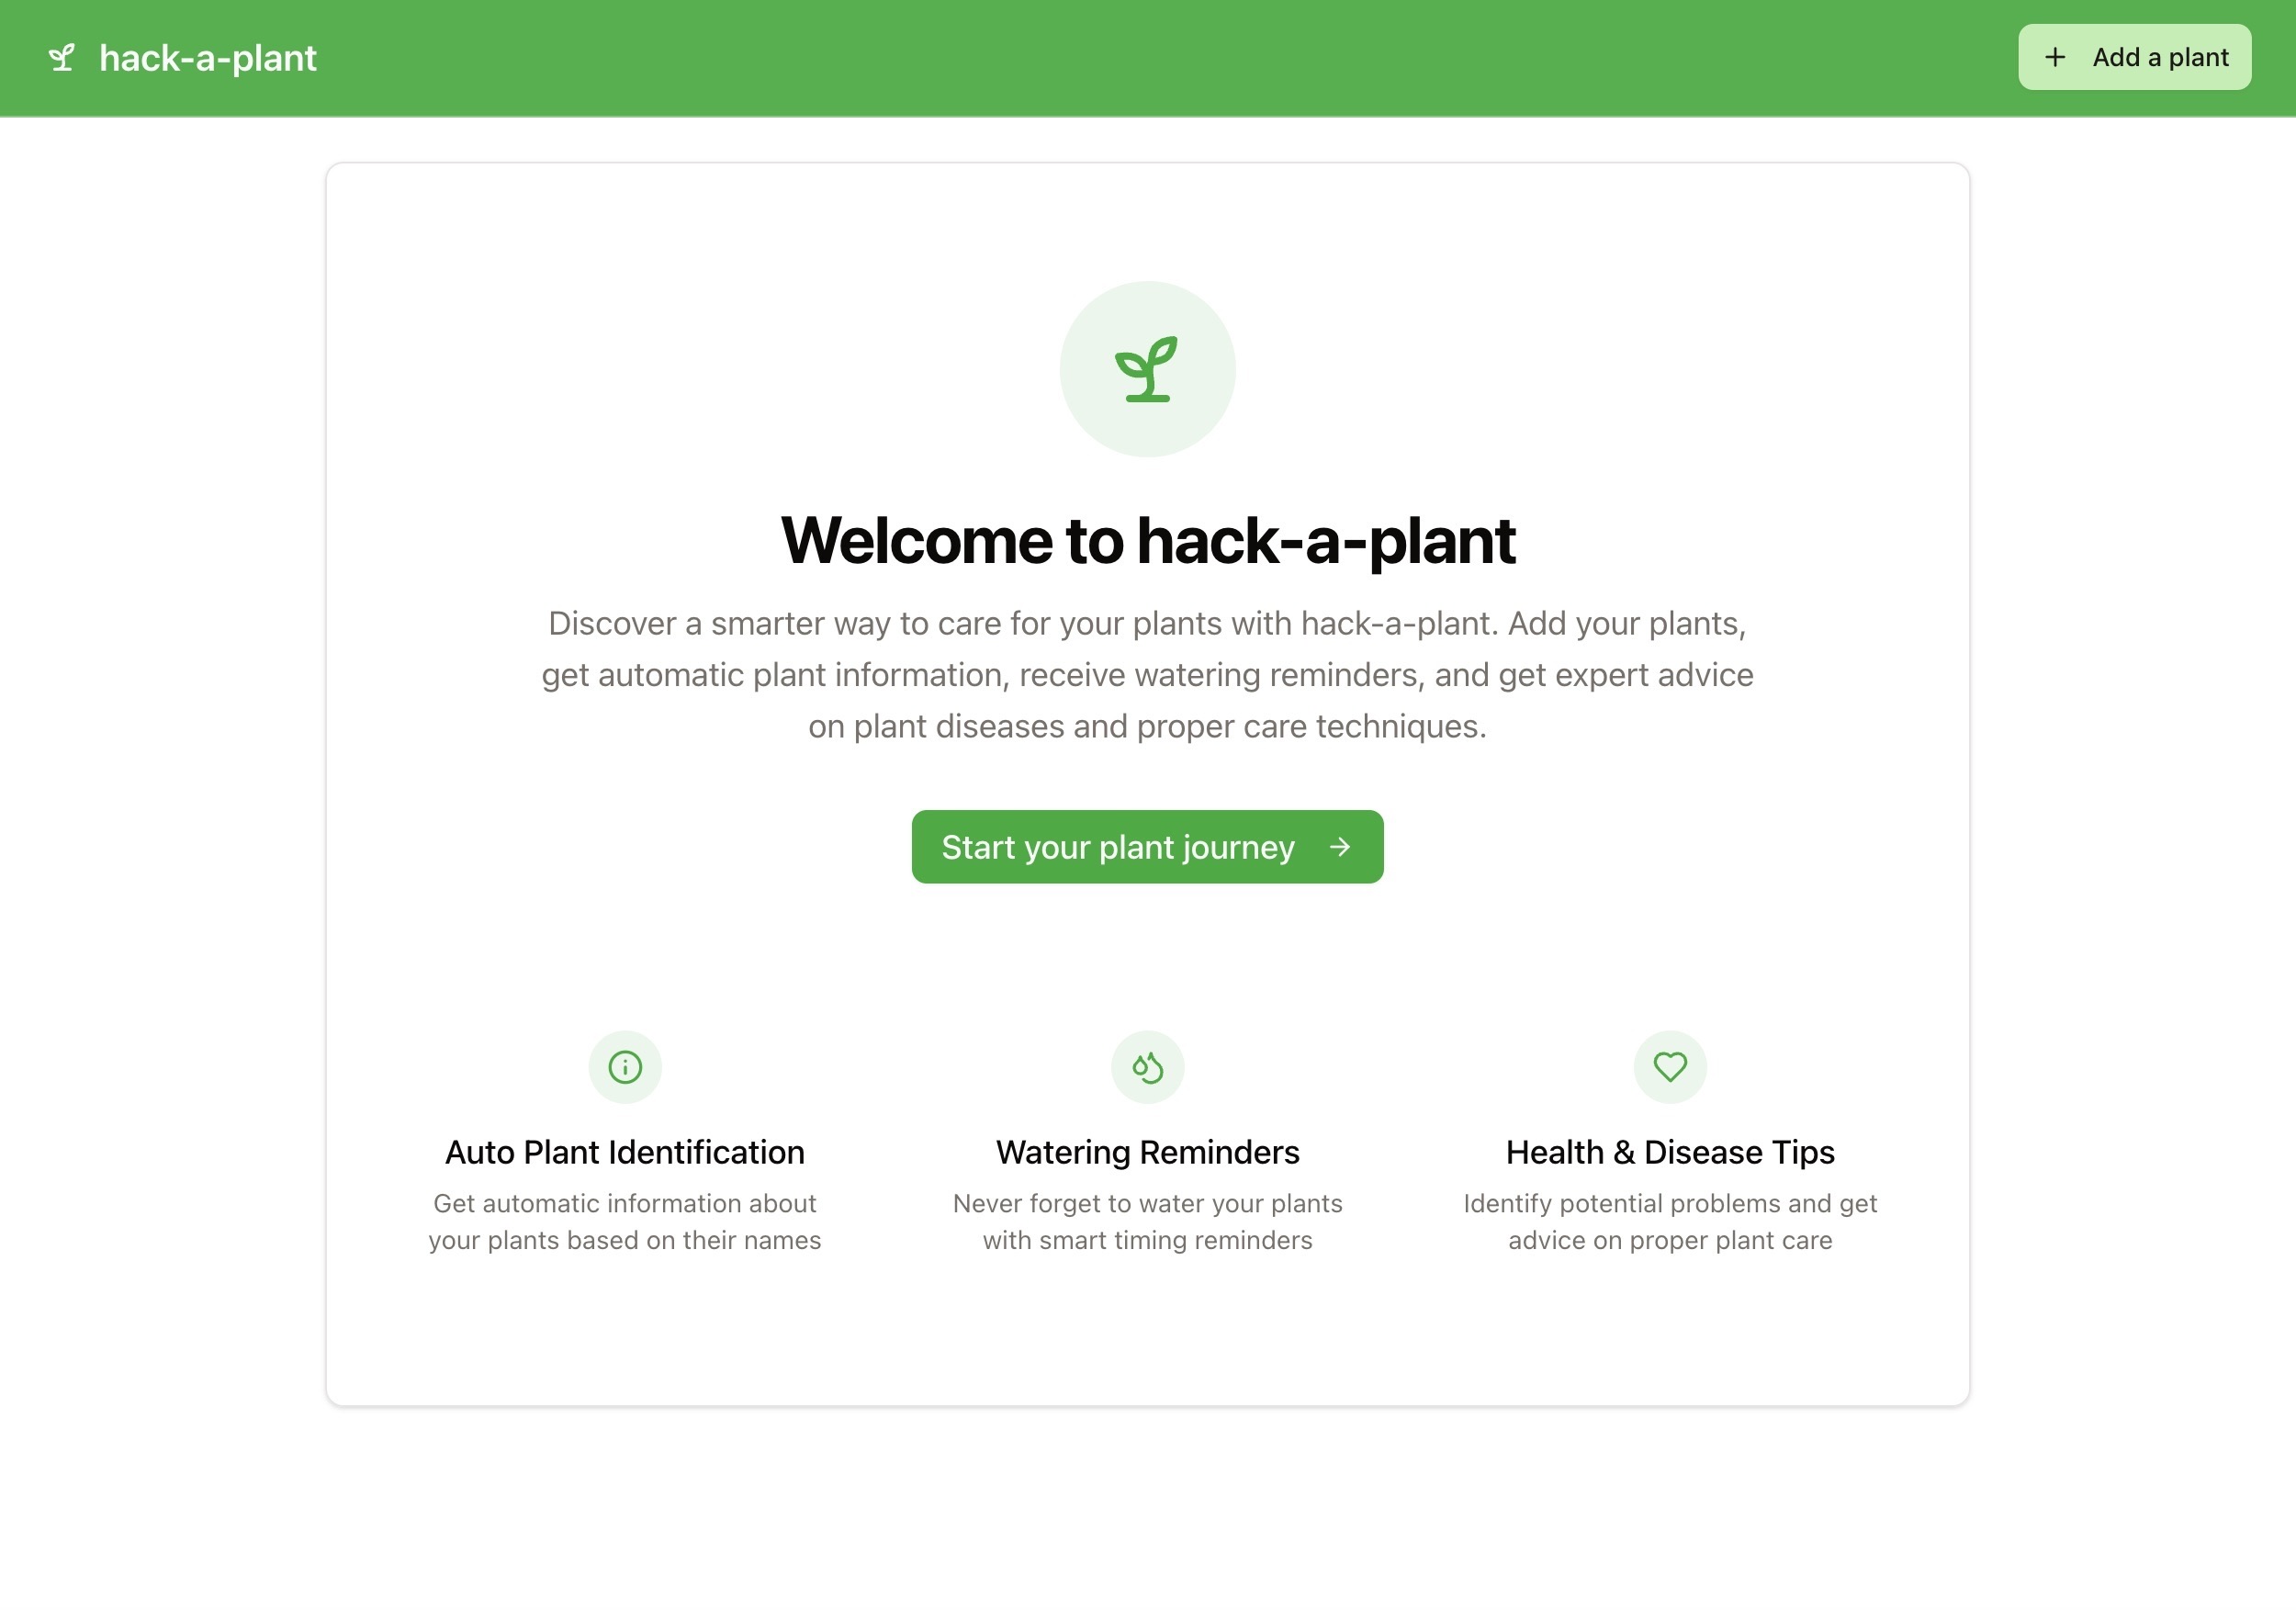 hack-a-plant
Add a plant
Welcome to hack-a-plant
Discover a smarter way to care for your plants with hack-a-plant. Add your plants,
get automatic plant information, receive watering reminders, and get expert advice
on plant diseases and proper care techniques.
Start your plant journey
Auto Plant Identification
Get automatic information about
your plants based on their names
Watering Reminders
Never forget to water your plants
with smart timing reminders
Health & Disease Tips
Identify potential problems and get
advice on proper plant care